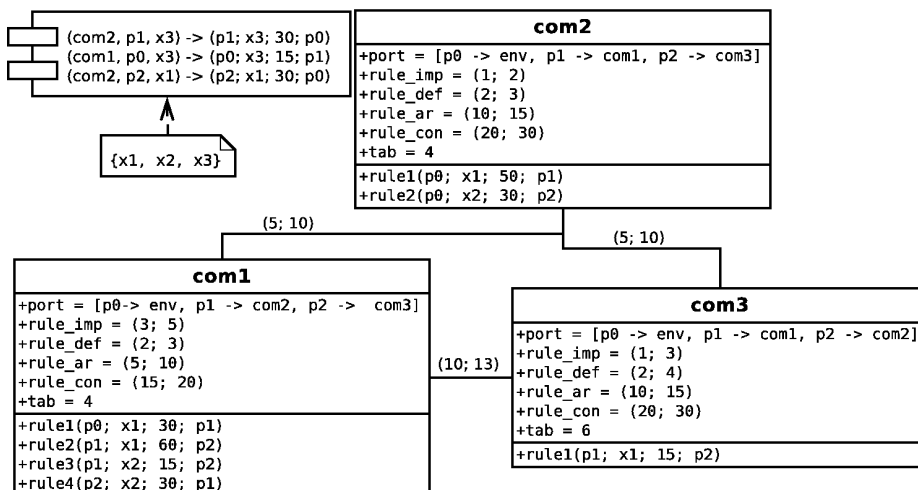 (com2, p1, x3) -> (p1; x3; 30; p0)
(com1, p0, x3) -> (p0; x3; 15; p1)
(com2, p2, x1) -> (p2; x1; 30; p0)
{x1, x2, x3}
com2
+port = [p0 -> env, p1 -> com1, p2 -> com3]
+rule_imp = (1; 2)
+rule_def = (2; 3)
+rule_ar = (10; 15)
+rule_con = (20; 30)
+tab = 4
+rule1(p0; x1; 50; p1)
+rule2(p0; x2; 30; p2)
(5; 10)
(5; 10)
com1
+port = [p0-> env, p1 -> com2, p2 -> com3]
+rule_imp = (3; 5)
+rule_def = (2; 3)
+rule_ar = (5; 10)
+rule_con = (15; 20)
+tab = 4
+rule1(p0; x1; 30; p1)
+rule2(p1; x1; 60; p2)
+rule3(p1; x2; 15; p2)
+rule4(p2; x2; 30; p1)
(10; 13)
com3
+port = [p0 -> env, p1 -> com1, p2 -> com2]
+rule_imp = (1; 3)
+rule_def = (2; 4)
+rule_ar = (10; 15)
+rule_con = (20; 30)
+tab = 6
+rule1(p1; x1; 15; p2)